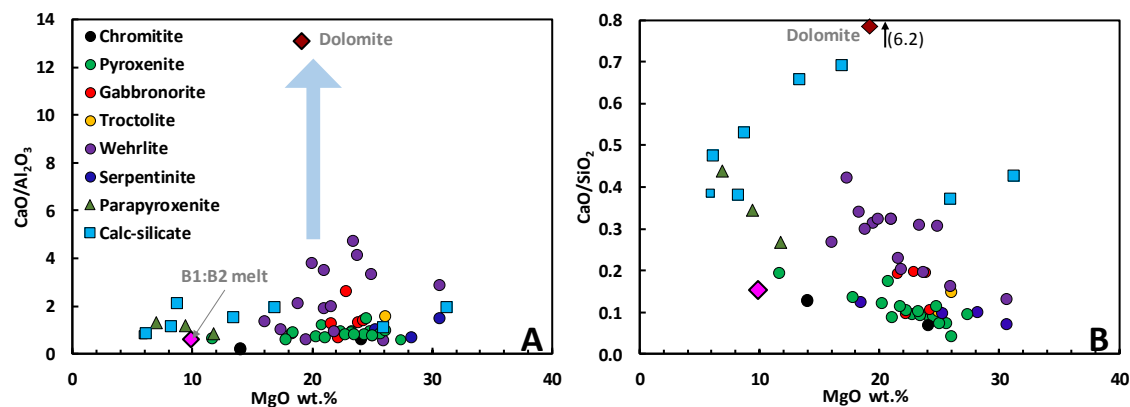 14
12
10
8
6
4
2
0
CaO/Al₂O₃
Chromitite
Pyroxenite
Gabbronorite
Troctolite
Wehrlite
Serpentinite
Parapyroxenite
Calc-silicate
Dolomite
B1:B2 melt
A
0
10
20
30
40
MgO wt.%
0.8
0.7
0.6
0.5
0.4
0.3
0.2
0.1
0.0
CaO/SiO₂
Dolomite
(6.2)
B
0
10
20
30
40
MgO wt.%